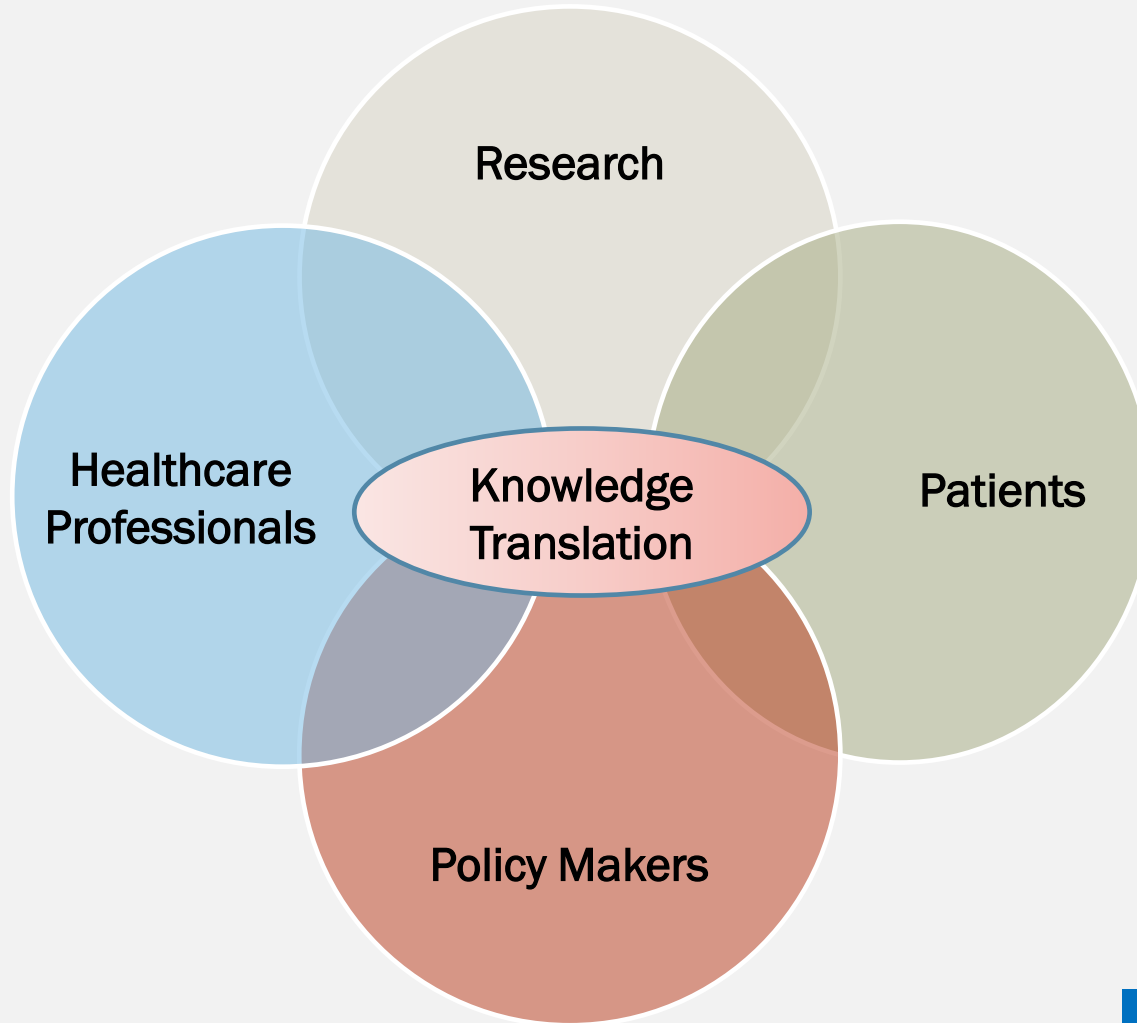 Research
Healthcare
Professionals
Knowledge
Translation
Patients
Policy Makers